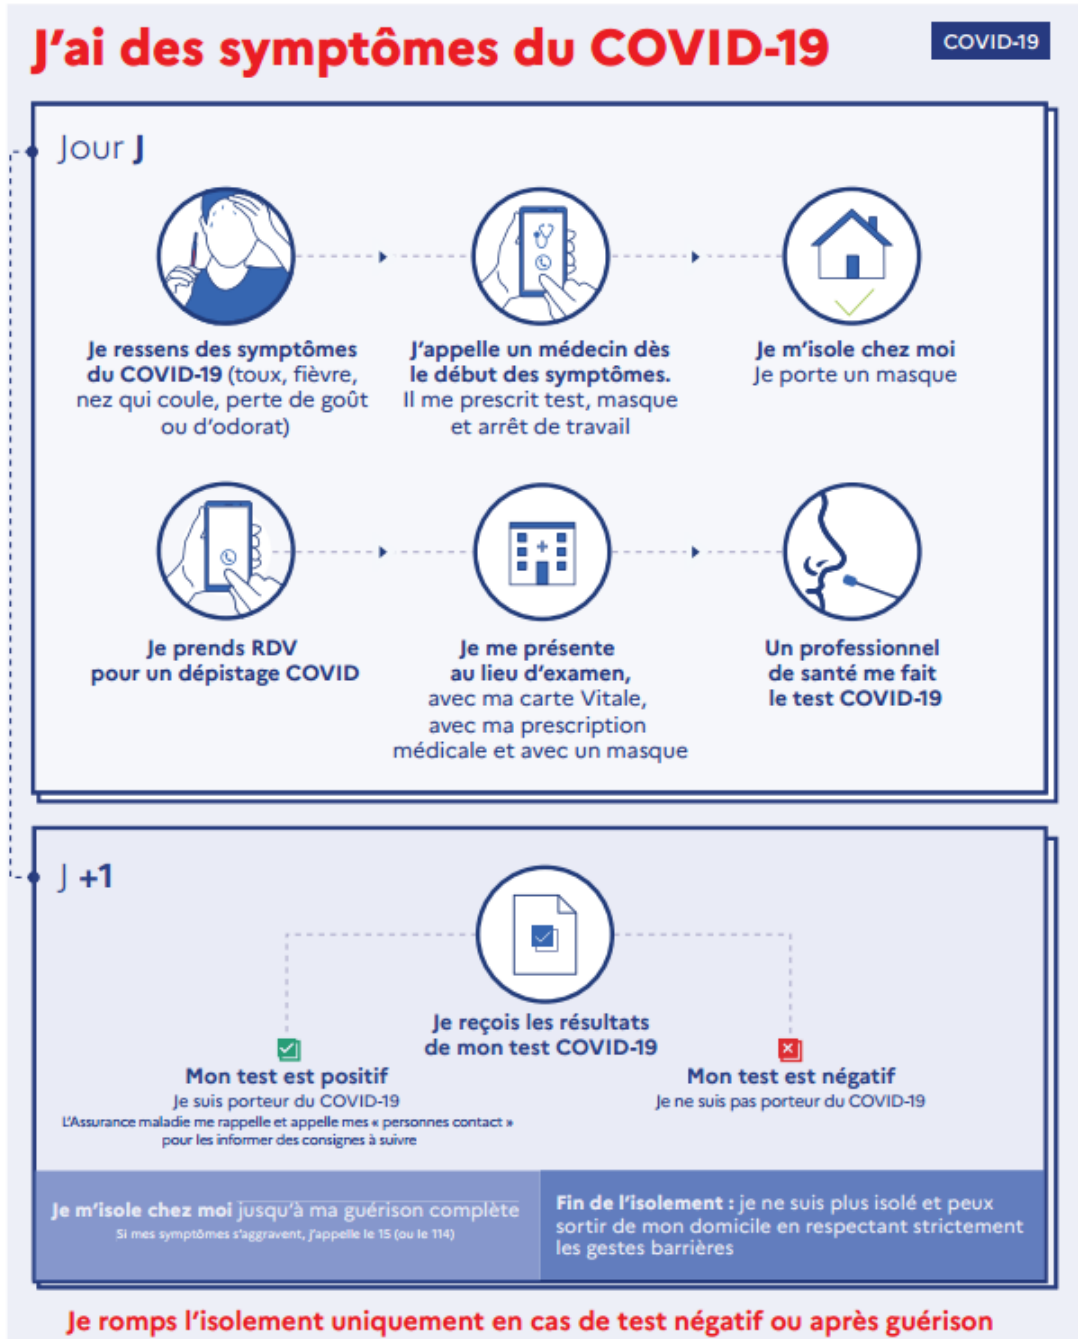 J'ai des symptômes du COVID-19
COVID-19
Jour J
Je ressens des symptômes
du COVID-19 (toux, fièvre,
nez qui coule, perte de goût
ou d'odorat)
J'appelle un médecin dès
le début des symptômes.
Il me prescrit test, masque
et arrêt de travail
Je m'isole chez moi
Je porte un masque
Je prends RDV
pour un dépistage COVID
Je me présente
au lieu d'examen,
avec ma carte Vitale,
avec ma prescription
médicale et avec un masque
Un professionnel
de santé me fait
le test COVID-19
J +1
Je reçois les résultats
de mon test COVID-19
Mon test est positif
Je suis porteur du COVID-19
L'Assurance maladie me rappelle et appelle mes « personnes contact »
pour les informer des consignes à suivre
Mon test est négatif
Je ne suis pas porteur du COVID-19
Je m'isole chez moi jusqu'à ma guérison complète
Si mes symptômes s'aggravent, j'appelle le 15 (ou le 114)
Fin de l'isolement : je ne suis plus isolé et peux
sortir de mon domicile en respectant strictement
les gestes barrières
Je romps l'isolement uniquement en cas de test négatif ou après guérison